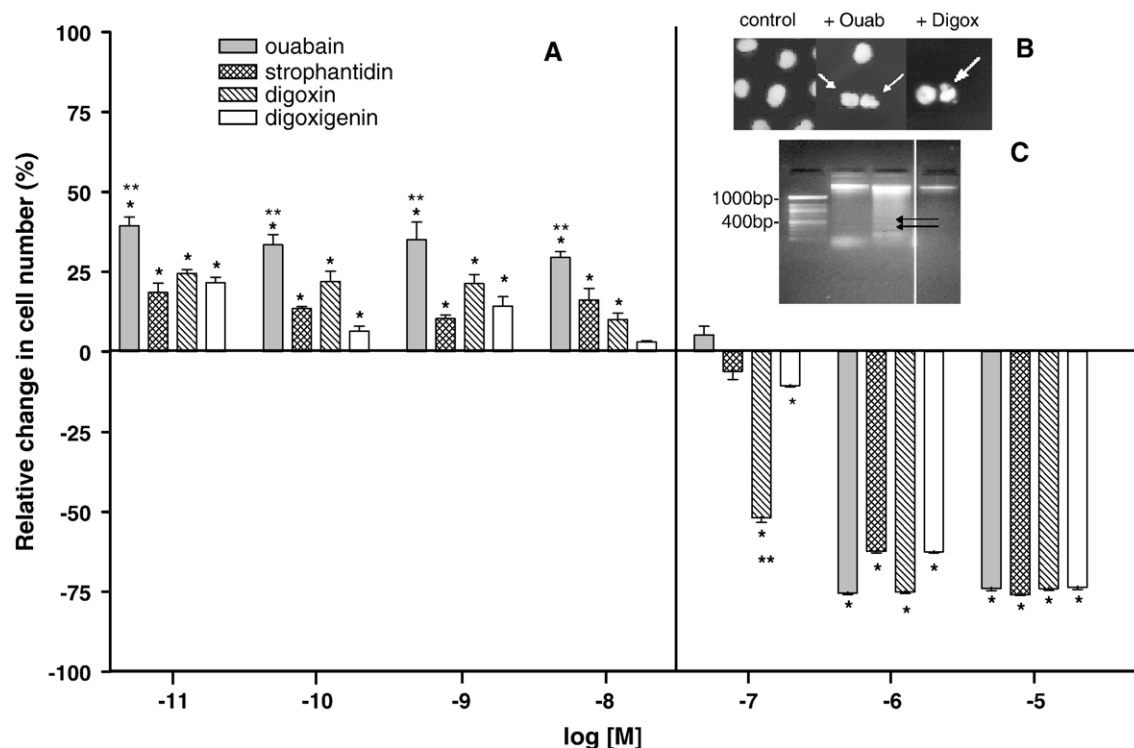 control + Ouab + Digox
A
B
ouabain
strophantidin
digoxin
digoxigenin
C
1000bp-
400bp-
Relative change in cell number (%)
100
75
50
25
0
-25
-50
-75
-100
** ** ** **
* * * *
* * * * * * * * * * *
*
* **
* * * *
* * * *
-11 -10 -9 -8 -7 -6 -5
log [M]